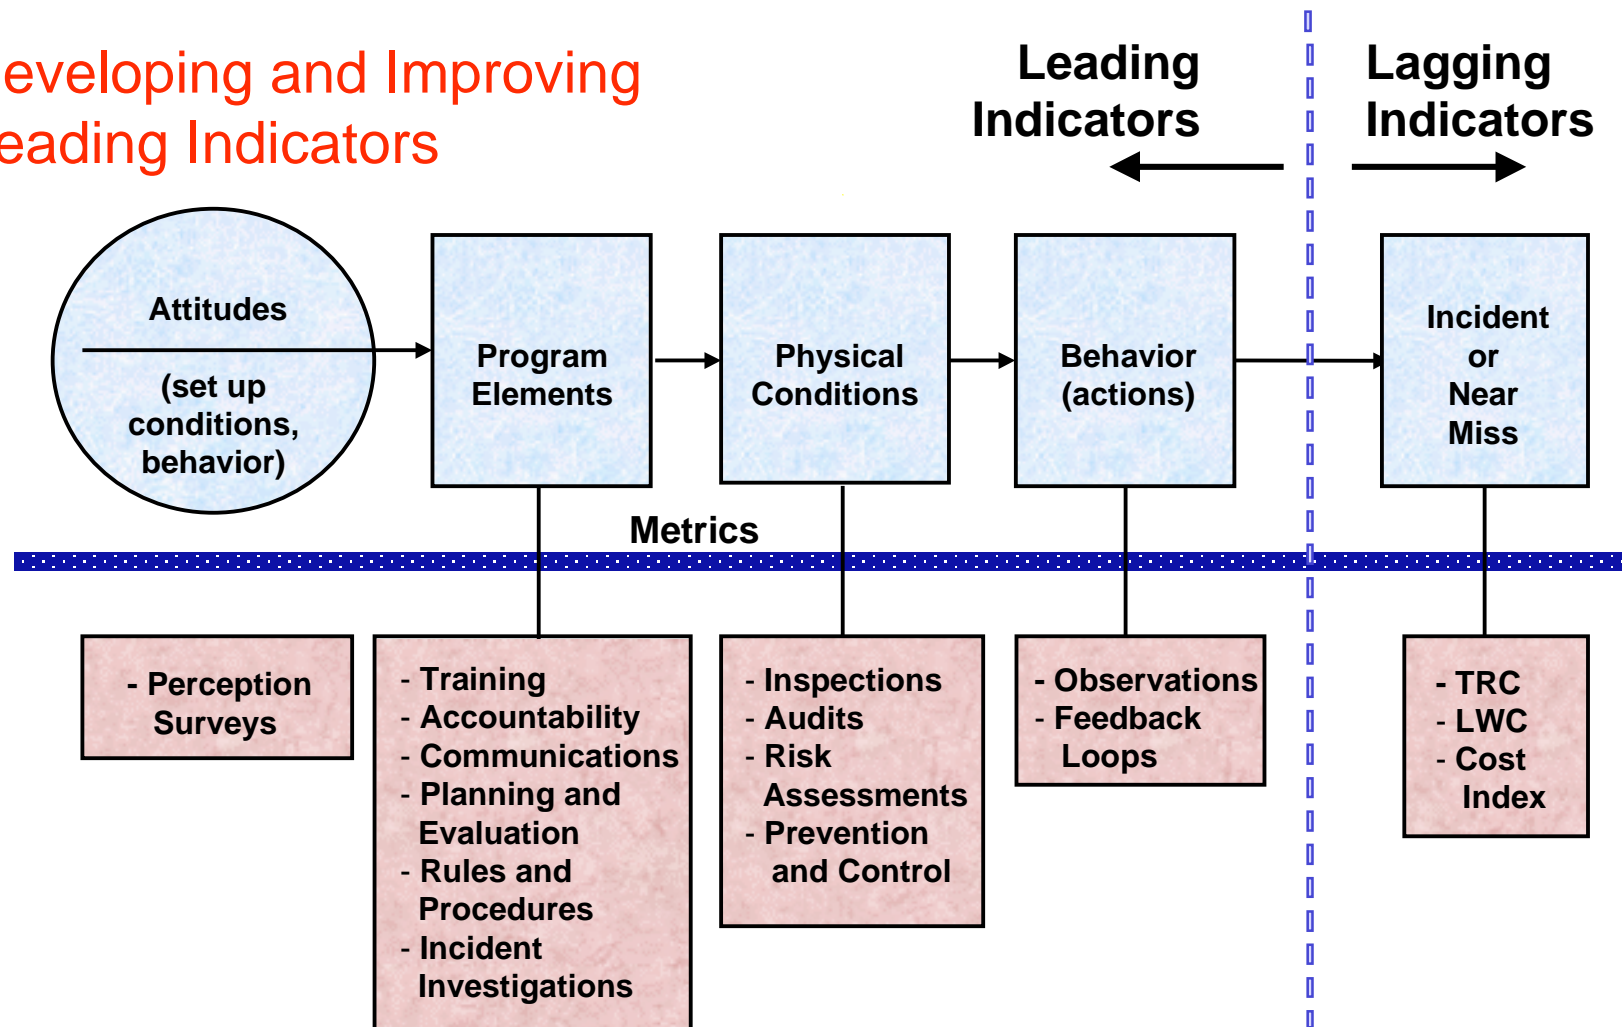 eveloping and Improving
eading Indicators
Leading
Indicators
Lagging
Indicators
Attitudes
(set up
conditions,
behavior)
Program
Elements
Physical
Conditions
Behavior
(actions)
Incident
or
Near
Miss
Metrics
- Perception
Surveys
- Training
- Accountability
- Communications
- Planning and
Evaluation
- Rules and
Procedures
- Incident
Investigations
- Inspections
- Audits
- Risk
Assessments
- Prevention
and Control
- Observations
- Feedback
Loops
- TRC
- LWC
- Cost
Index